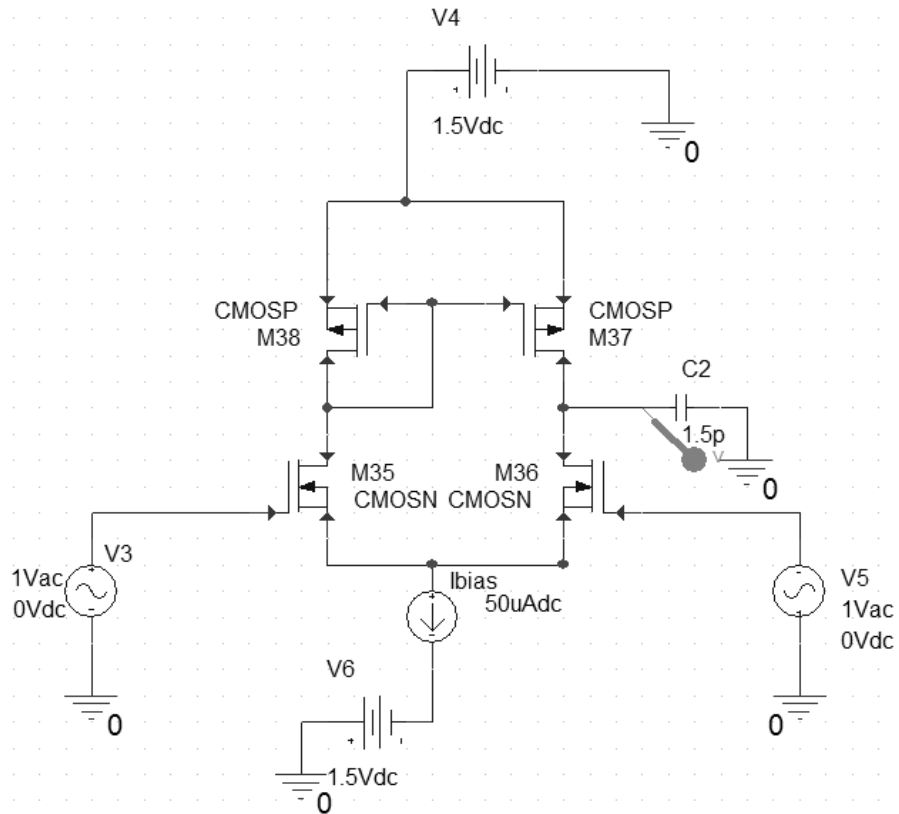 V4
1.5Vdc
0
CMOSP
M38
CMOSP
M37
C2
1.5p
V
0
M35
CMOSN
M36
CMOSN
V3
1Vac
0Vdc
0
Ibias
50uAdc
V5
1Vac
0Vdc
0
V6
1.5Vdc
0